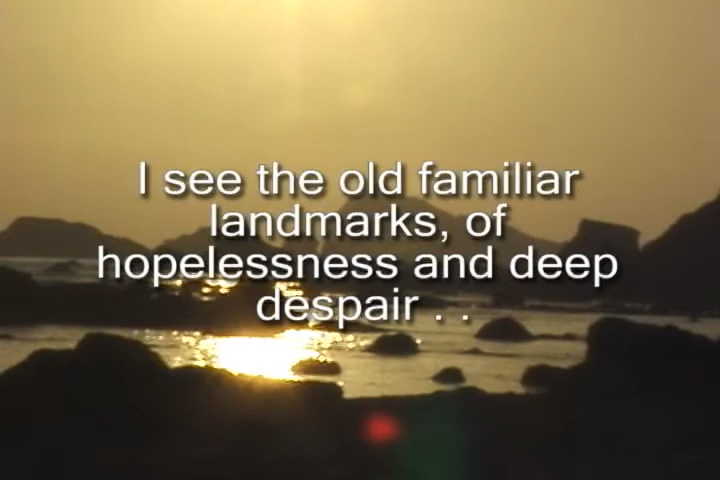 I see the old familiar
landmarks, of
hopelessness and deep
despair . .